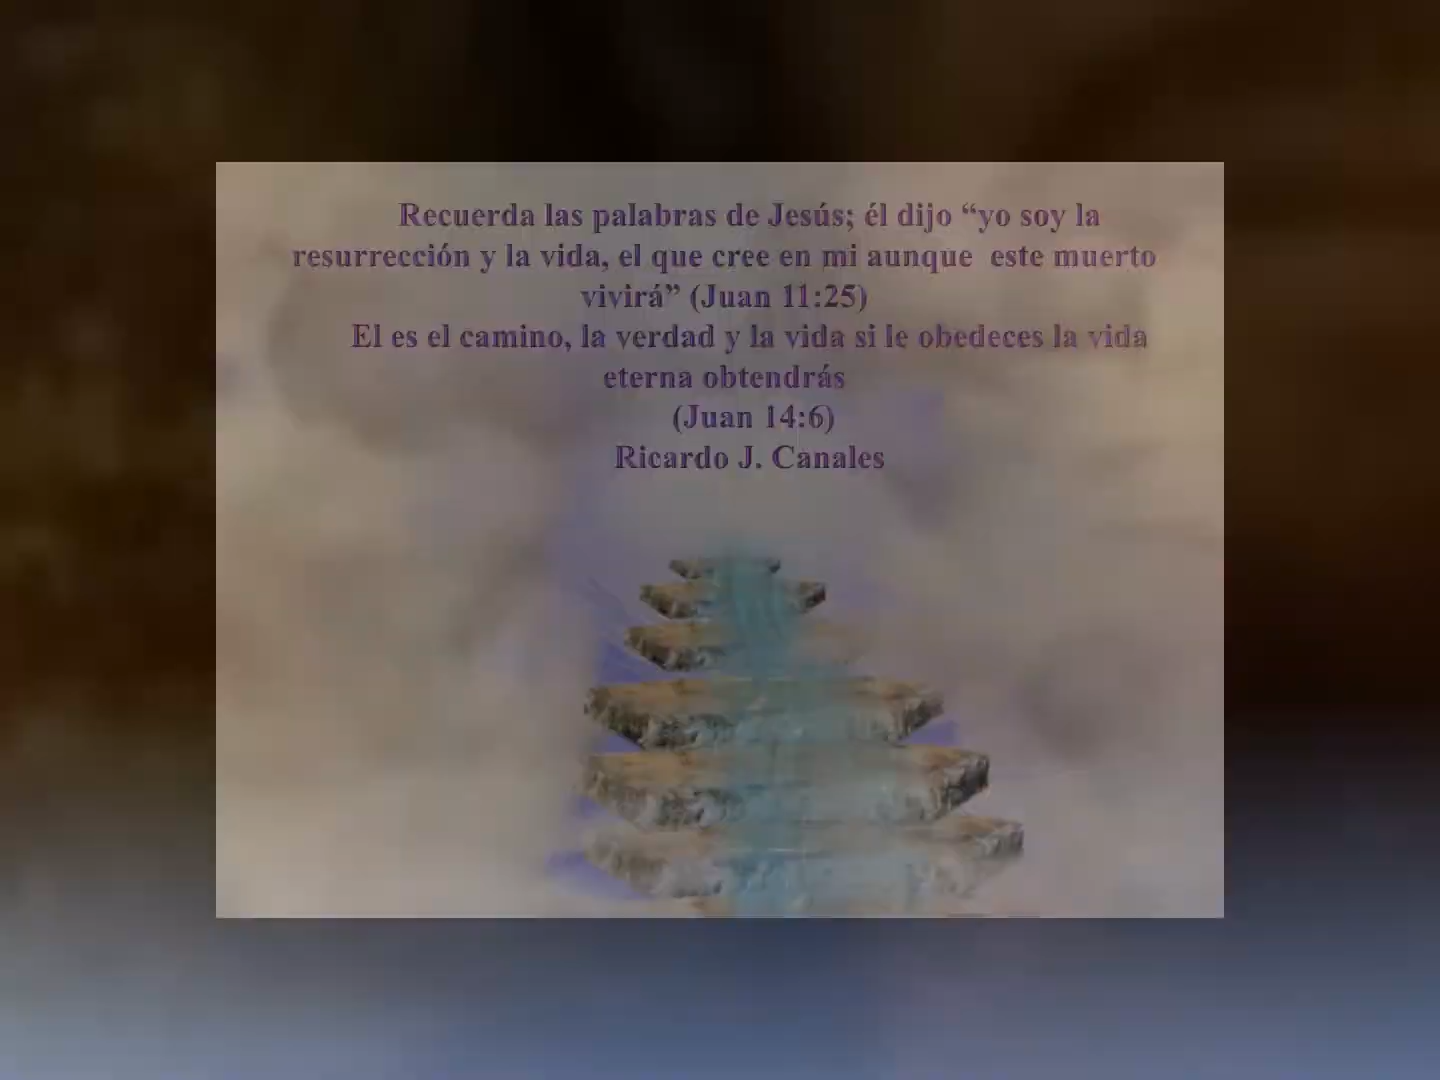 Recuerda las palabras de Jesús; él dijo “yo soy la
resurrección y la vida, el que cree en mi aunque  este muerto
vivirá” (Juan 11:25)
El es el camino, la verdad y la vida si le obedeces la vida
eterna obtendrás
(Juan 14:6)
Ricardo J. Canales